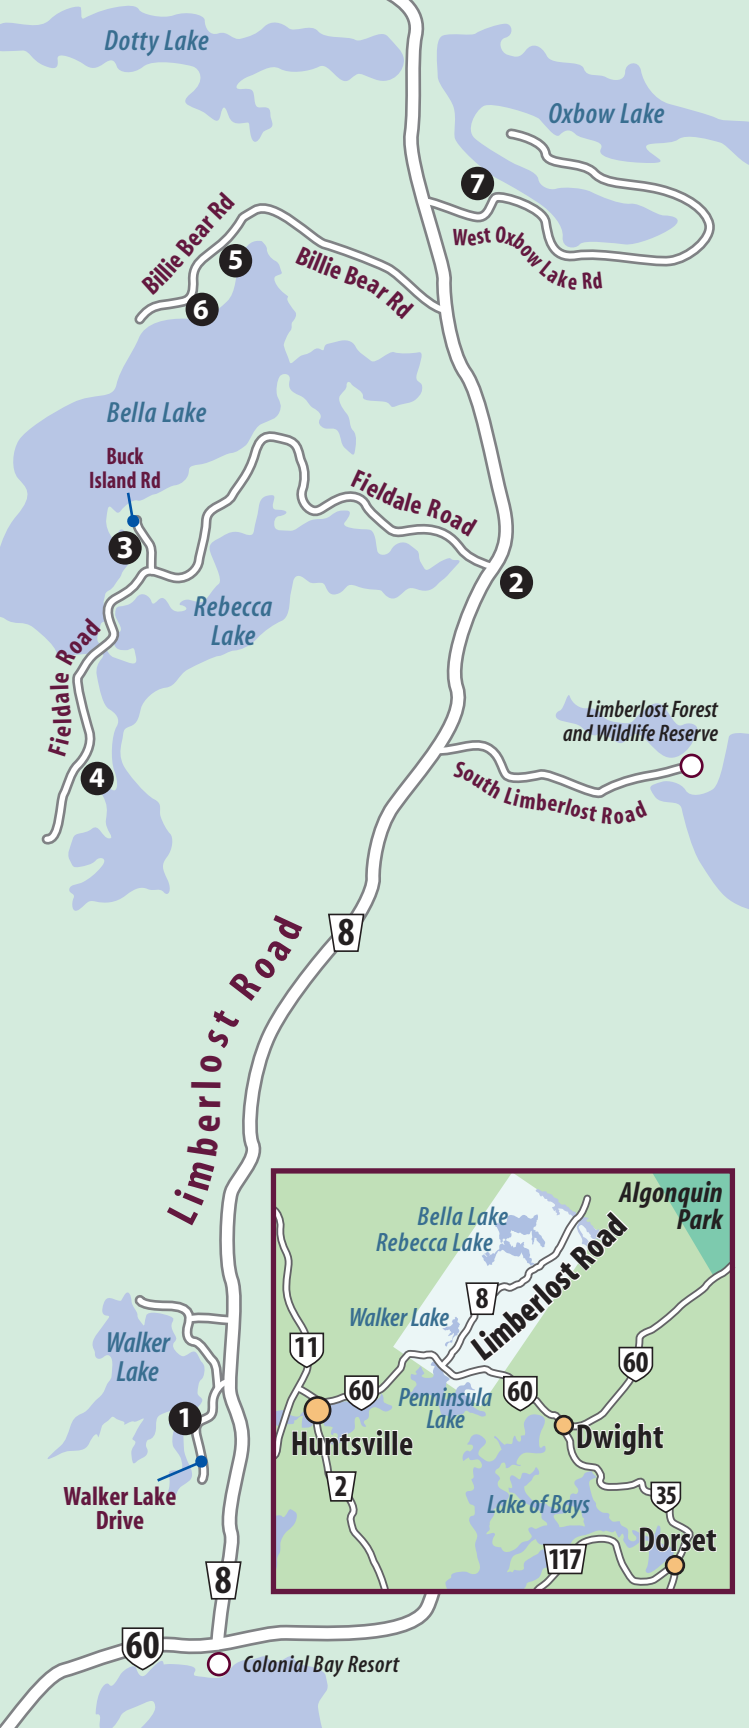 Dotty Lake
Oxbow Lake
7
West Oxbow Lake Rd
Billie Bear Rd
5
Billie Bear Rd
6
Bella Lake
Buck
Island Rd
3
Fieldale Road
2
Rebecca
Lake
Fieldale Road
4
Limberlost Forest
and Wildlife Reserve
South Limberlost Road
8
Limberlost Road
Walker
Lake
1
Walker Lake
Drive
8
60
Colonial Bay Resort
Algonquin
Park
Bella Lake
Rebecca Lake
Limberlost Road
8
Walker Lake
11
60
60
60
Penninsula
Lake
Huntsville
Dwight
2
Lake of Bays
35
Dorset
117